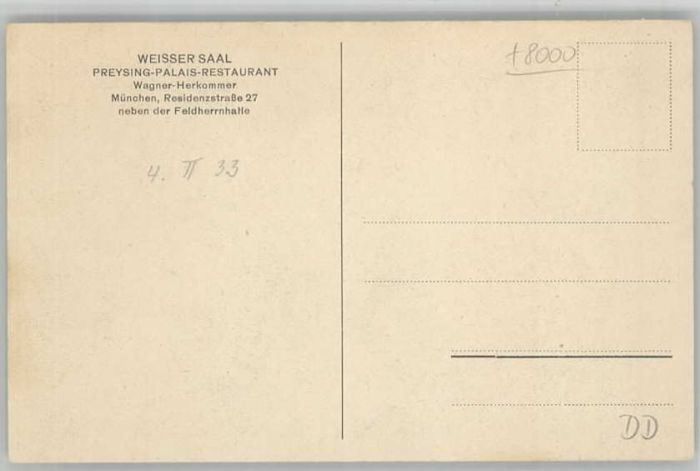 WEISSER SAAL
PREYSING-PALAIS-RESTAURANT
Wagner-Herkommer
München, Residenzstraße 27
neben der Feldherrnhalle
+8000
4. II 33
DD